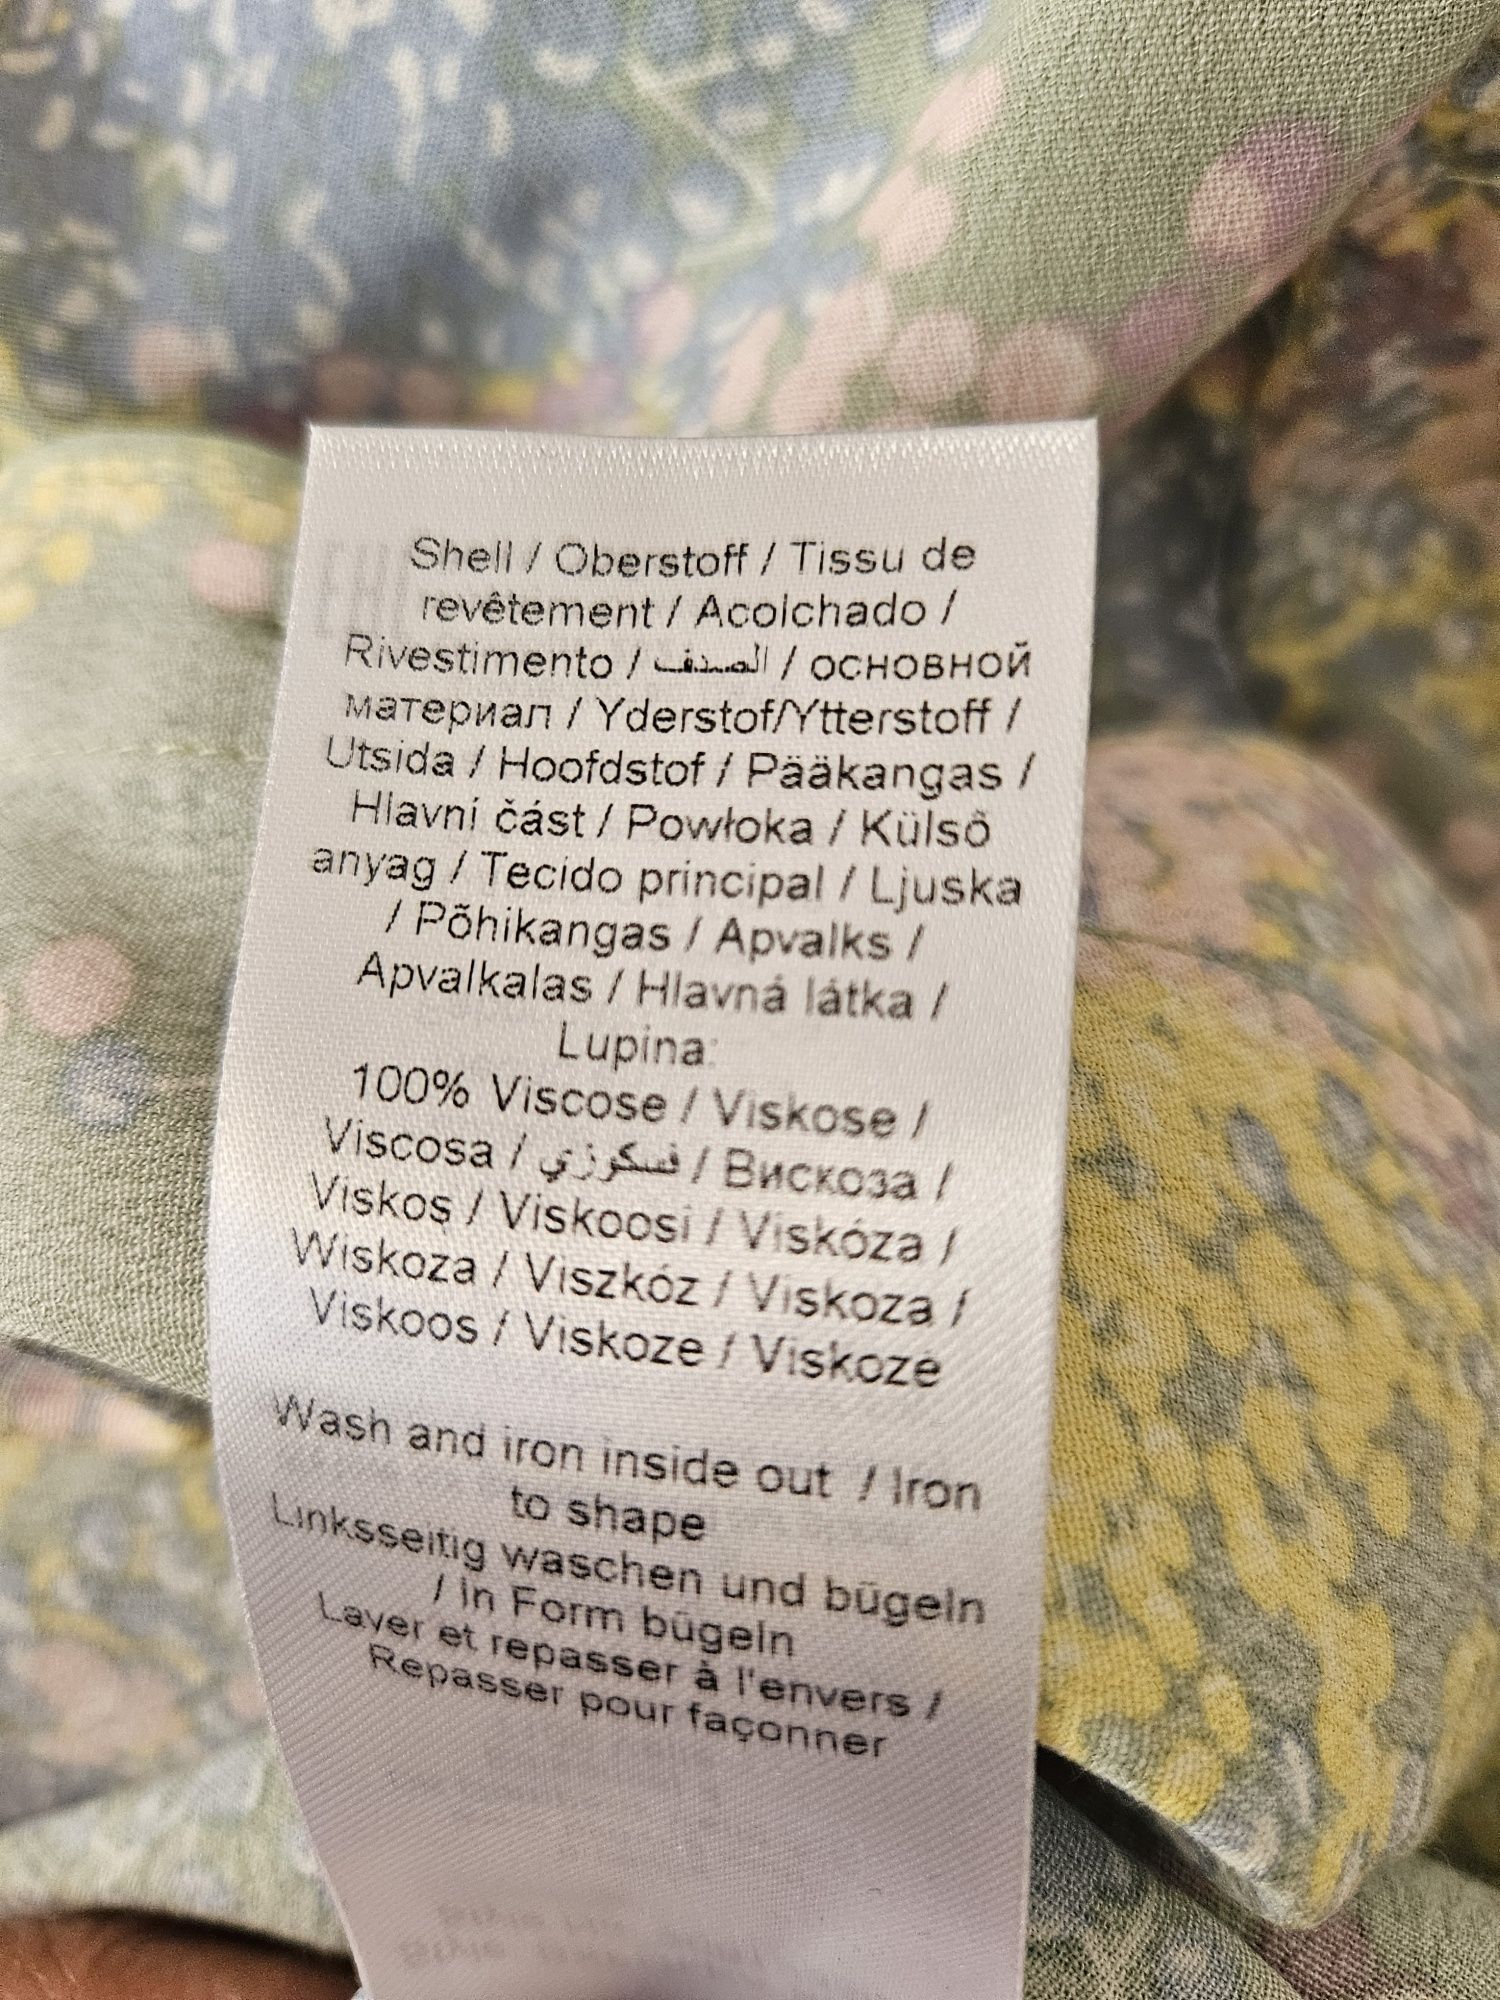 Shell / Oberstoff / Tissu de
revêtement / Acolchado /
Rivestimento / الصدف / основной
материал / Yderstof/Ytterstoff /
Utsida / Hoofdstof / Pääkangas /
Hlavní část / Powłoka / Külső
anyag / Tecido principal / Ljuska
/ Põhikangas / Apvalks /
Apvalkalas / Hlavná látka /
Lupina:
100% Viscose / Viskose /
Viscosa / فسكوزي / Вискоза /
Viskos / Viskoosi / Viskóza /
Wiskoza / Viszkóz / Viskoza /
Viskoos / Viskoze / Viskoze
Wash and iron inside out / Iron
to shape
Linksseitig waschen und bügeln
/ In Form bügeln
Laver et repasser à l'envers /
Repasser pour façonner